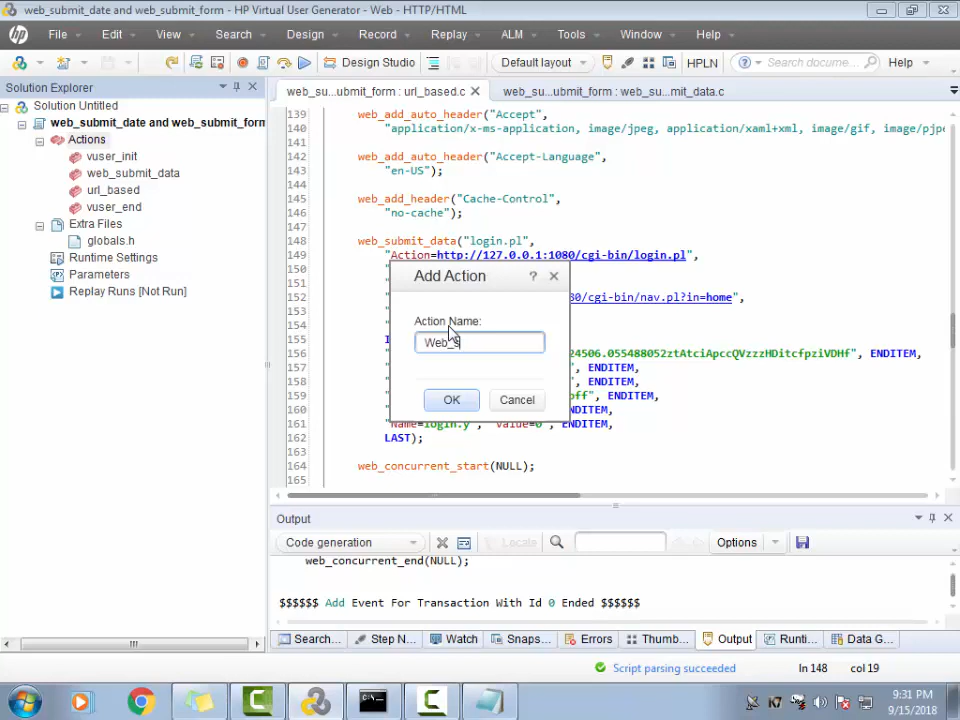 web_submit_date and web_submit_form - HP Virtual User Generator - Web - HTTP/HTML
hp File Edit View Search Design Record Replay ALM Tools Window Help
Design Studio Default layout HPLN ? Search docume... Help
Solution Explorer
Solution Untitled
web_submit_date and web_submit_form
Actions
vuser_init
web_submit_data
url_based
vuser_end
Extra Files
globals.h
Runtime Settings
Parameters
Replay Runs [Not Run]
web_su...ubmit_form : url_based.c web_su...ubmit_form : web_su...mit_data.c
139 web_add_auto_header("Accept",
140 "application/x-ms-application, image/jpeg, application/xaml+xml, image/gif, image/pjpe
141
142 web_add_auto_header("Accept-Language",
143 "en-US");
144
145 web_add_header("Cache-Control",
146 "no-cache");
147
148 web_submit_data("login.pl",
149 "Action=http://127.0.0.1:1080/cgi-bin/login.pl",
150
152 80/cgi-bin/nav.pl?in=home",
153
154
155
156 ENDITEM,
157 ", ENDITEM,
158 ", ENDITEM,
159 off", ENDITEM,
160 ENDITEM,
161 "Name=login.y", "Value=0", ENDITEM,
162 LAST);
163
164 web_concurrent_start(NULL);
165
Add Action ?
Action Name:
Web_s
OK Cancel
Output
Code generation Locate Options
web_concurrent_end(NULL);
$$$$$$ Add Event For Transaction With Id 0 Ended $$$$$$
Search... Step N... Watch Snaps... Errors Thumb... Output Runti... Data G...
Script parsing succeeded ln 148 col 19
9:31 PM
9/15/2018